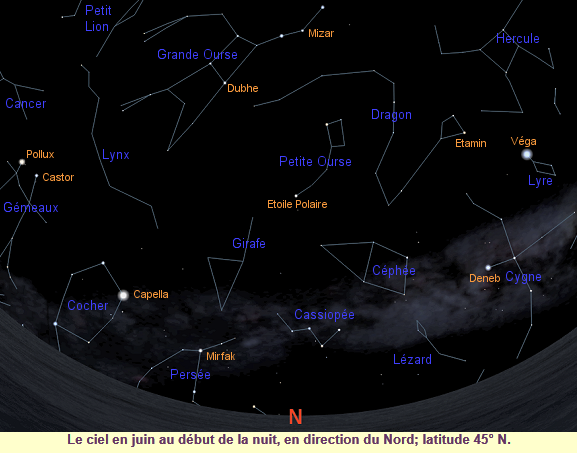 Petit
Lion
Mizar
Hercule
Grande Ourse
Dubhe
Cancer
Dragon
Etamin
Véga
Pollux
Lynx
Petite Ourse
Castor
Lyre
Gémeaux
Etoile Polaire
Girafe
Céphée
Deneb
Cygne
Capella
Cocher
Cassiopée
Mirfak
Lézard
Persée
N
Le ciel en juin au début de la nuit, en direction du Nord; latitude 45° N.